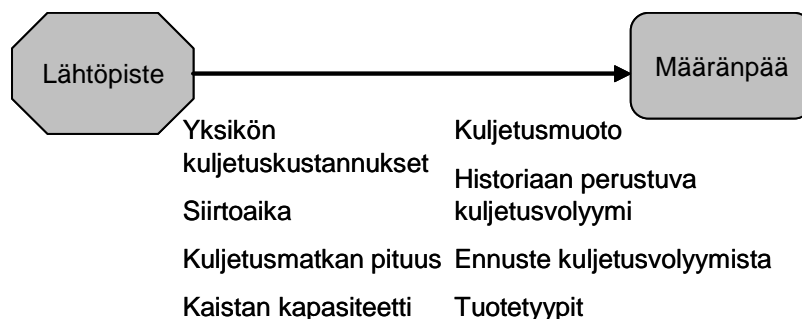 Lähtöpiste
Määränpää
Yksikön
kuljetuskustannukset
Siirtoaika
Kuljetusmatkan pituus
Kaistan kapasiteetti
Kuljetusmuoto
Historiaan perustuva
kuljetusvolyymi
Ennuste kuljetusvolyymista
Tuotetyypit